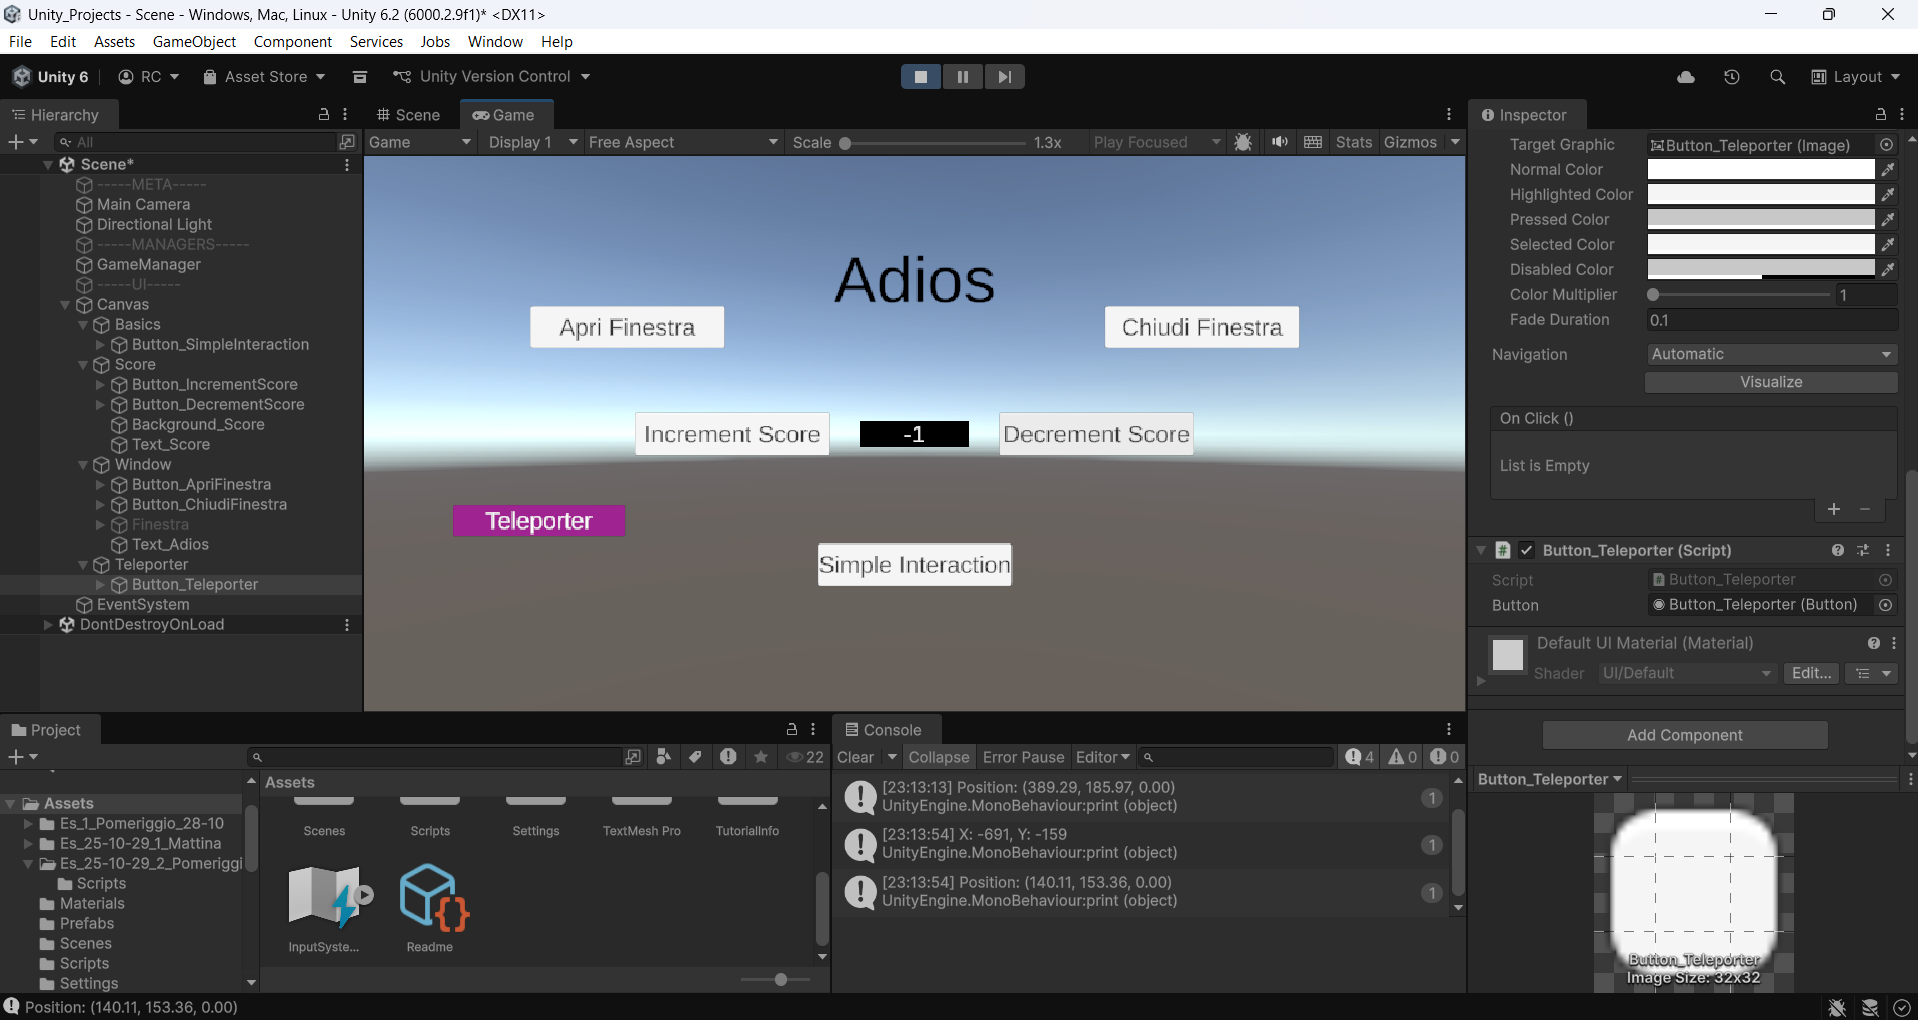 Unity_Projects - Scene - Windows, Mac, Linux - Unity 6.2 (6000.2.9f1)* <DX11>
File Edit Assets GameObject Component Services Jobs Window Help
Unity 6 RC Asset Store Unity Version Control Layout
Hierarchy
All
Scene*
-----META-----
Main Camera
Directional Light
-----MANAGERS-----
GameManager
-----UI-----
Canvas
Basics
Button_SimpleInteraction
Score
Button_IncrementScore
Button_DecrementScore
Background_Score
Text_Score
Window
Button_ApriFinestra
Button_ChiudiFinestra
Finestra
Text_Adios
Teleporter
Button_Teleporter
EventSystem
DontDestroyOnLoad
Scene Game
Game Display 1 Free Aspect Scale 1.3x Play Focused Stats Gizmos
Adios
Apri Finestra Chiudi Finestra
Increment Score -1 Decrement Score
Teleporter
Simple Interaction
Inspector
Target Graphic Button_Teleporter (Image)
Normal Color
Highlighted Color
Pressed Color
Selected Color
Disabled Color
Color Multiplier 1
Fade Duration 0.1
Navigation Automatic
Visualize
On Click ()
List is Empty
Button_Teleporter (Script)
Script Button_Teleporter
Button Button_Teleporter (Button)
Default UI Material (Material)
Shader UI/Default Edit...
Add Component
Button_Teleporter
Button_Teleporter
Image Size: 32x32
Project
22
Assets
Es_1_Pomeriggio_28-10
Es_25-10-29_1_Mattina
Es_25-10-29_2_Pomeriggi
Scripts
Materials
Prefabs
Scenes
Scripts
Settings
Assets
Scenes Scripts Settings TextMesh Pro TutorialInfo
InputSyste... Readme
Console
Clear Collapse Error Pause Editor 4 0 0
[23:13:13] Position: (389.29, 185.97, 0.00)
UnityEngine.MonoBehaviour:print (object)
1
[23:13:54] X: -691, Y: -159
UnityEngine.MonoBehaviour:print (object)
1
[23:13:54] Position: (140.11, 153.36, 0.00)
UnityEngine.MonoBehaviour:print (object)
1
Position: (140.11, 153.36, 0.00)